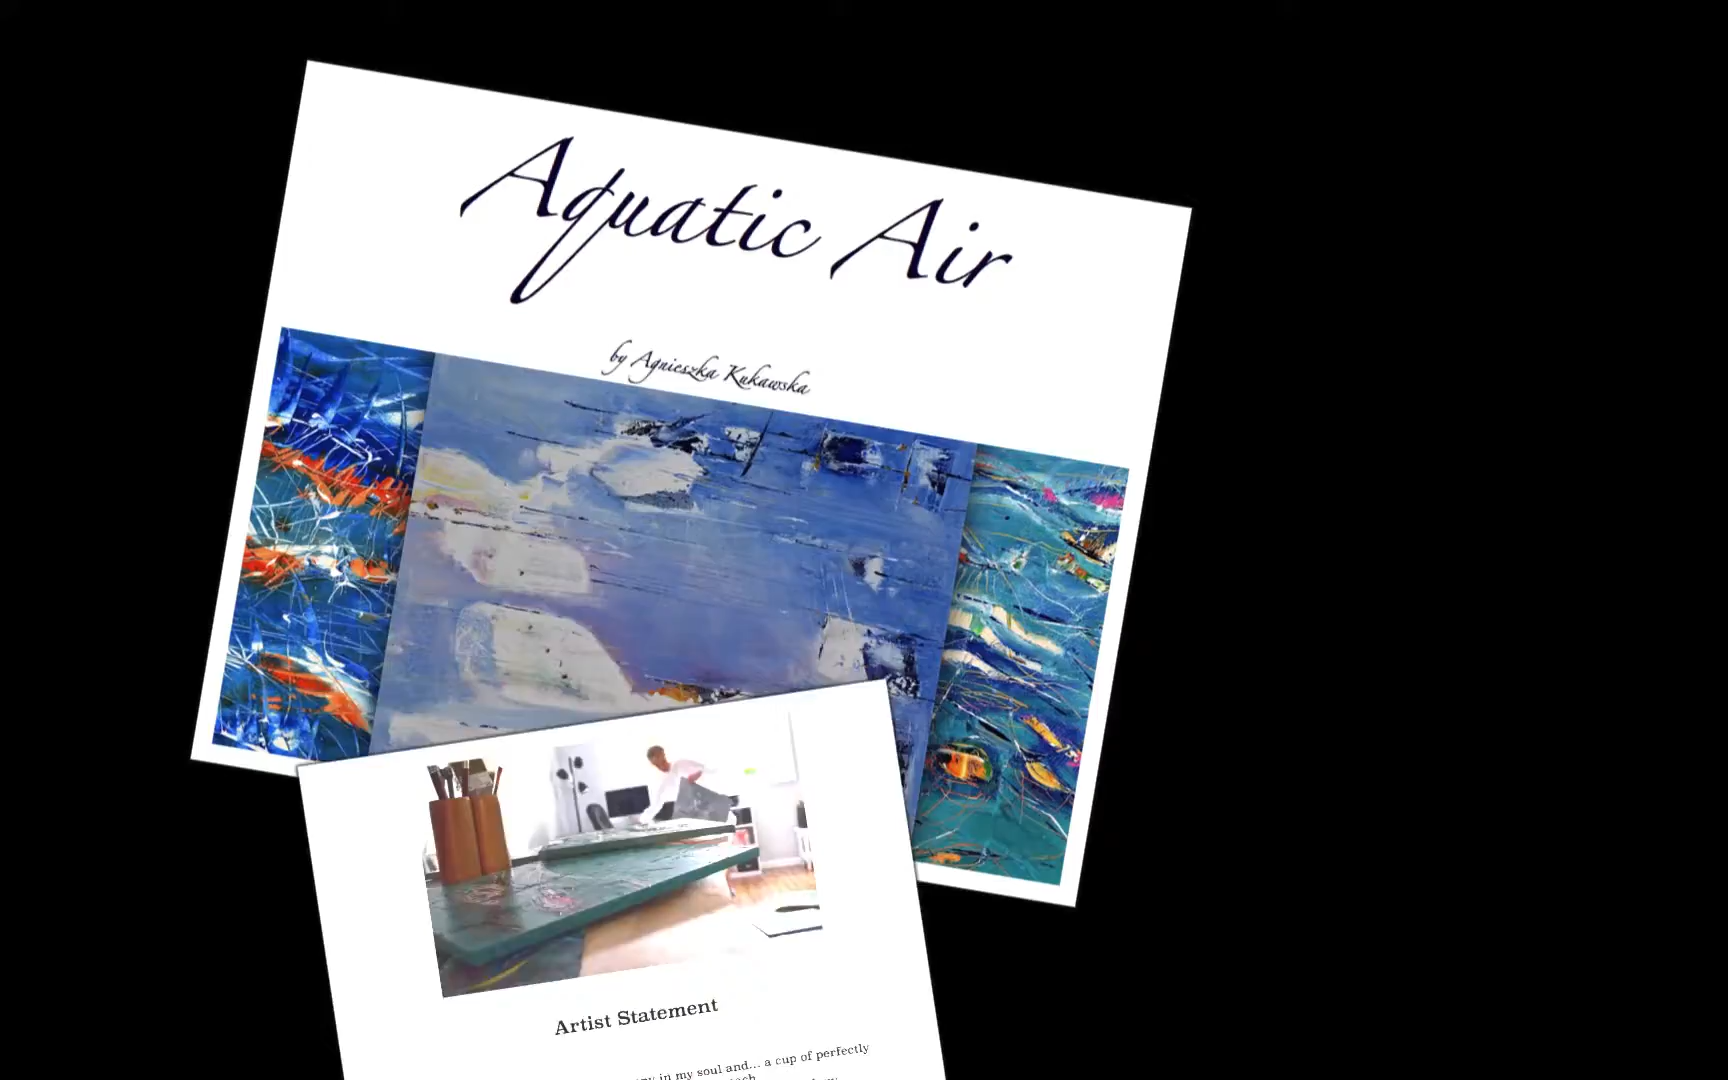 Aquatic Air
by Agnieszka Kukawska
Artist Statement
in my soul and... a cup of perfectly